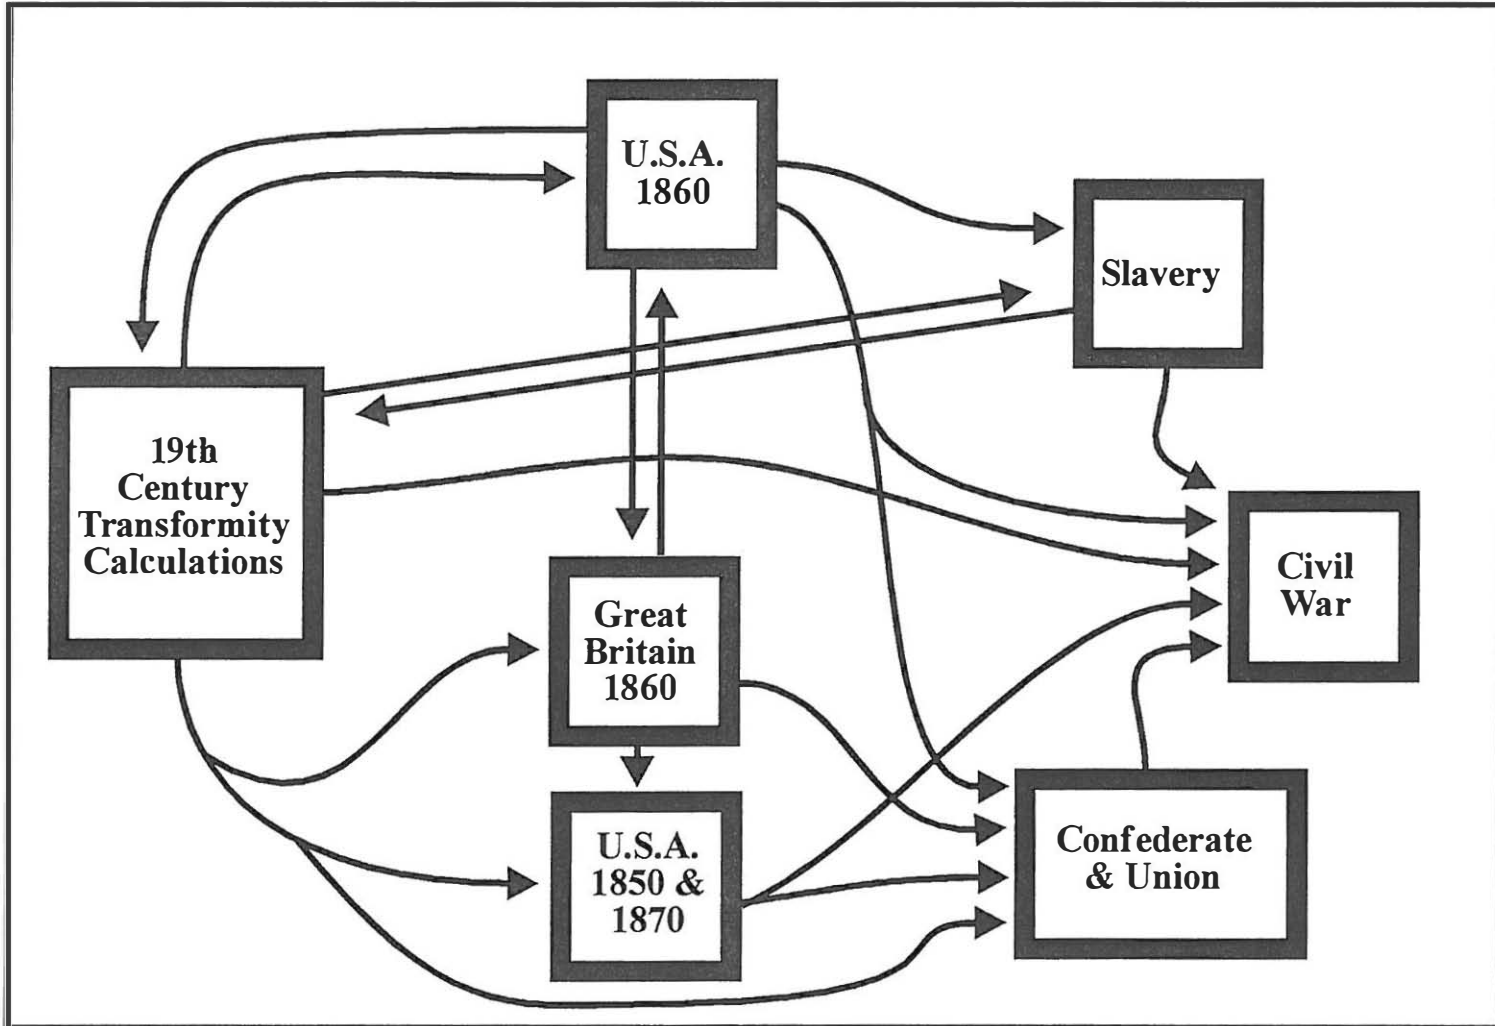 U.S.A.
1860
Slavery
19th
Century
Transformity
Calculations
Civil
War
Great
Britain
1860
U.S.A.
1850 &
1870
Confederate
& Union